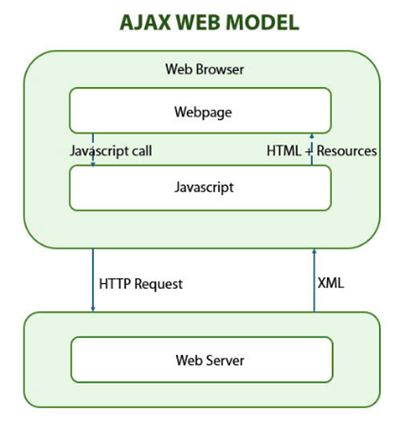 AJAX WEB MODEL
Web Browser
Webpage
Javascript call
HTML + Resources
Javascript
HTTP Request
XML
Web Server